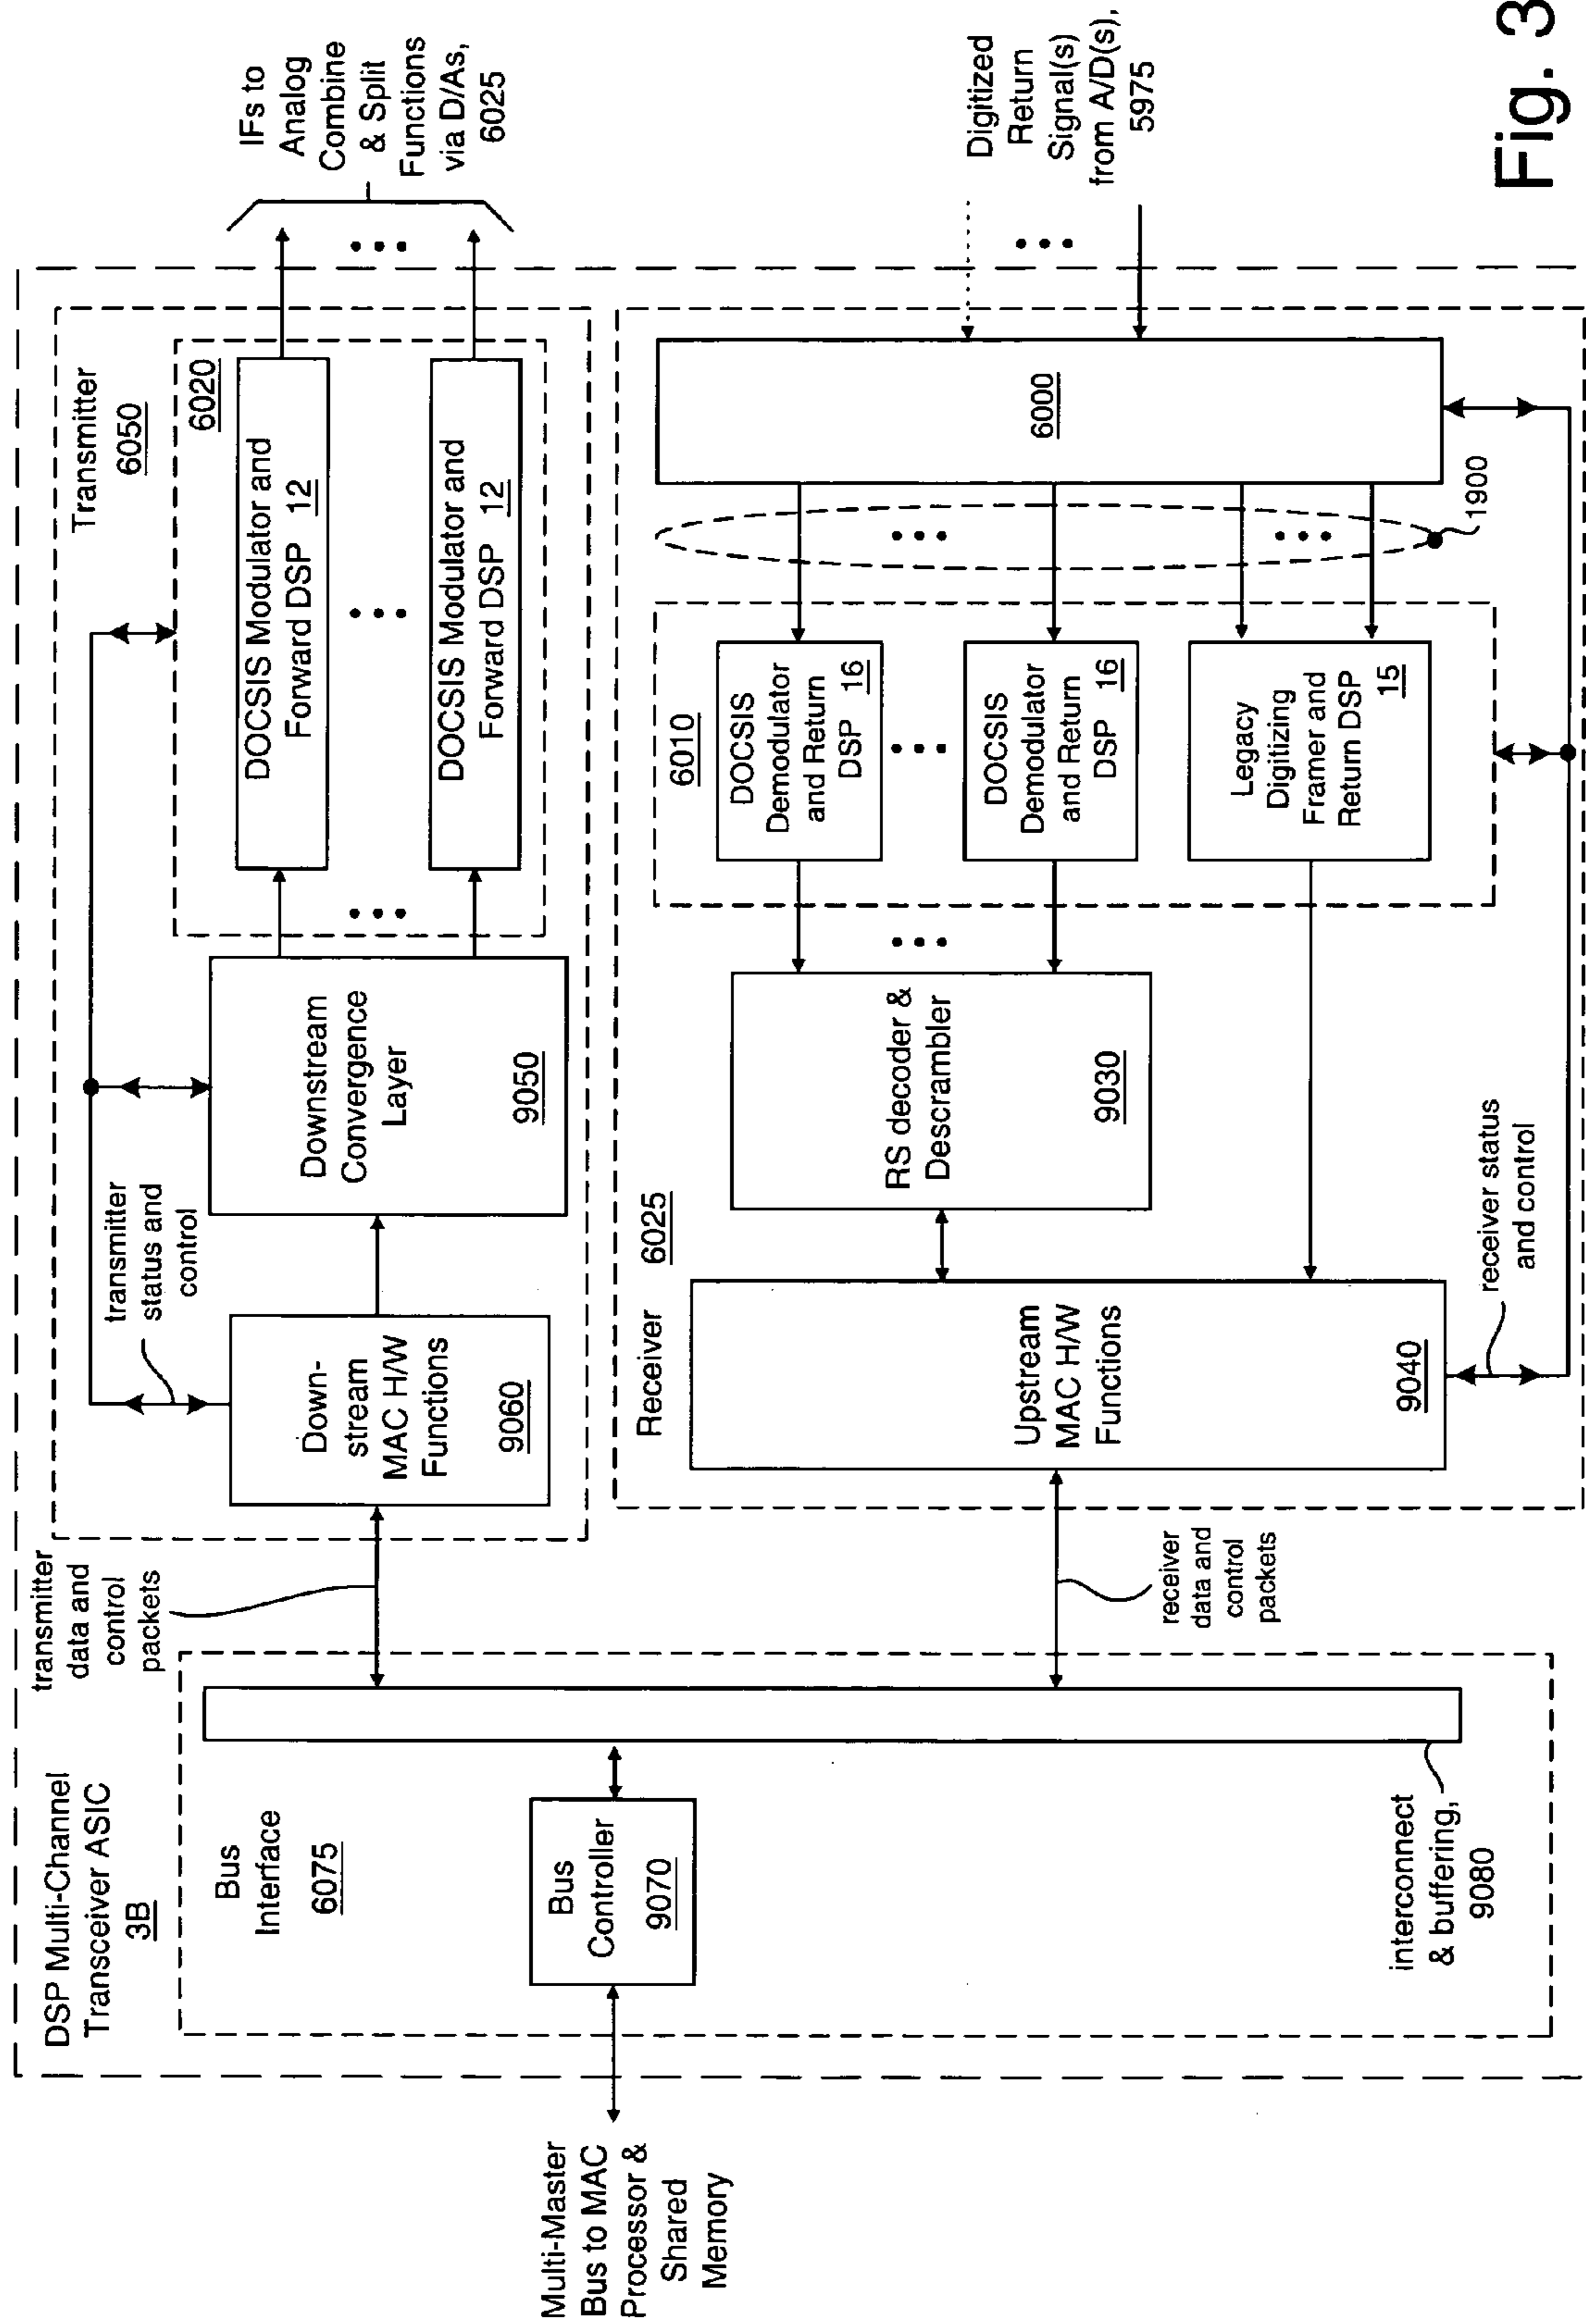 DSP Multi-Channel
Transceiver ASIC
3B
Multi-Master
Bus to MAC
Processor &
Shared
Memory
Bus
Interface
6075
Bus
Controller
9070
interconnect
& buffering,
9080
transmitter
data and
control
packets
receiver
data and
control
packets
Transmitter
6050
transmitter
status and
control
Down-
stream
MAC H/W
Functions
9060
Downstream
Convergence
Layer
9050
6020
DOCSIS Modulator and
Forward DSP 12
DOCSIS Modulator and
Forward DSP 12
IFs to
Analog
Combine
& Split
Functions
via D/As,
6025
Receiver
6025
Upstream
MAC H/W
Functions
9040
receiver status
and control
RS decoder &
Descrambler
9030
6010
DOCSIS
Demodulator
and Return
DSP 16
DOCSIS
Demodulator
and Return
DSP 16
Legacy
Digitizing
Framer and
Return DSP
15
1900
6000
Digitized
Return
Signal(s)
from A/D(s),
5975
Fig. 3